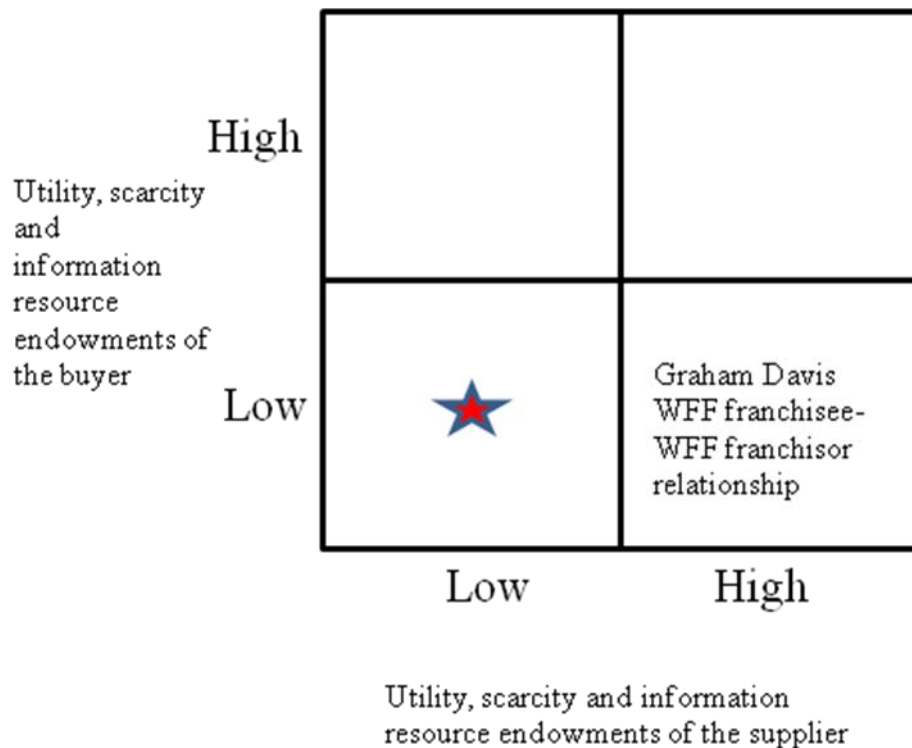 High
Utility, scarcity
and
information
resource
endowments of
the buyer
Low
Graham Davis
WFF franchisee-
WFF franchisor
relationship
Low
High
Utility, scarcity and information
resource endowments of the supplier